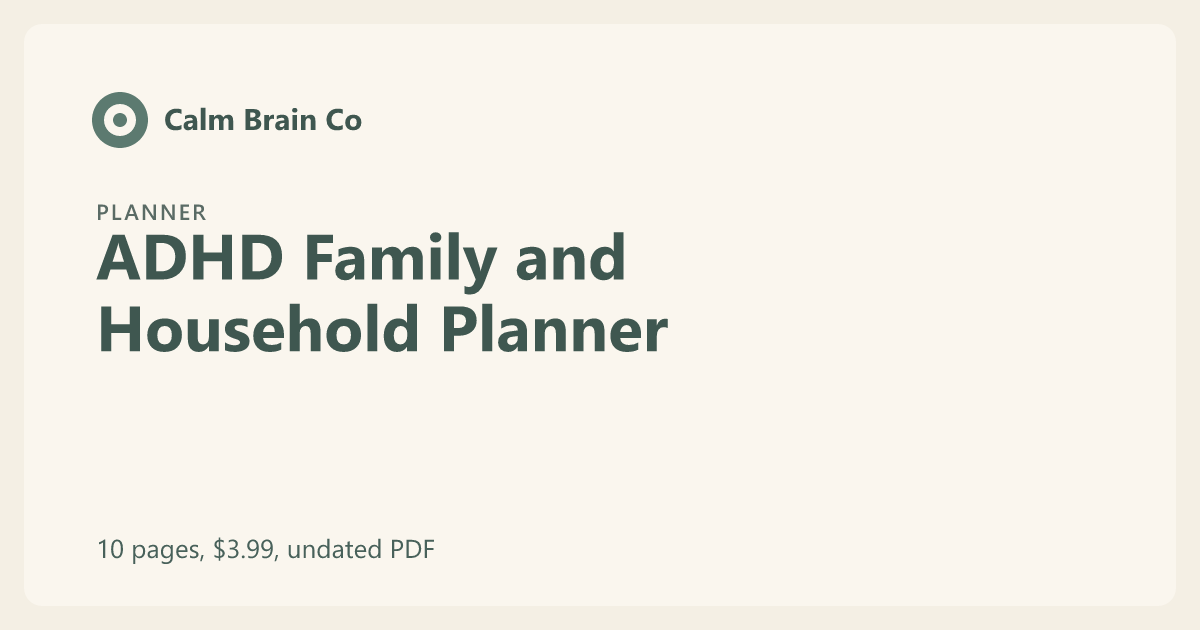 Calm Brain Co
PLANNER
ADHD Family and
Household Planner
10 pages, $3.99, undated PDF